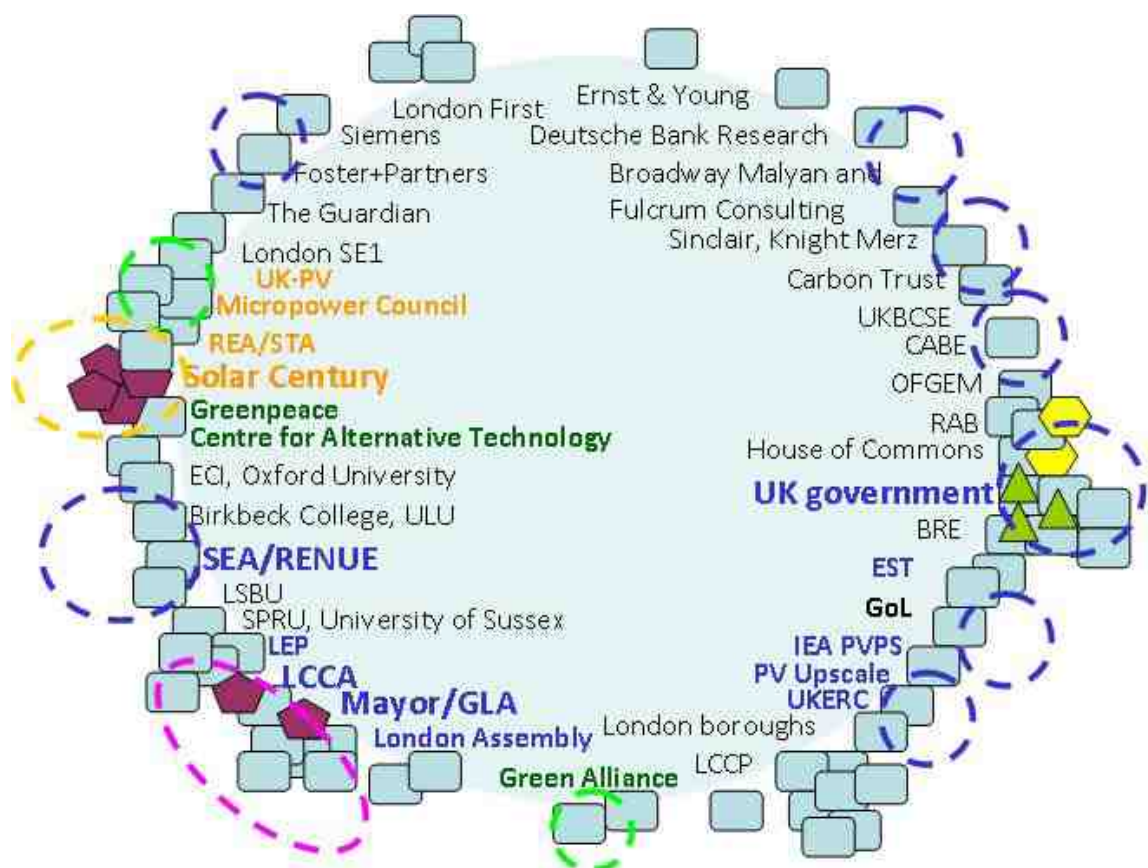 London First
Siemens
Foster+Partners
The Guardian
London SE1
UK-PV
Micropower Council
REA/STA
Solar Century
Greenpeace
Centre for Alternative Technology
ECI, Oxford University
Birkbeck College, ULU
SEA/RENUE
LSBU
SPRU, University of Sussex
LEP
LCCA
Mayor/GLA
London Assembly
Green Alliance
Ernst & Young
Deutsche Bank Research
Broadway Malyan and
Fulcrum Consulting
Sinclair, Knight Merz
Carbon Trust
UKBCSE
CABE
OFGEM
RAB
House of Commons
UK government
BRE
EST
GoL
IEA PVPS
PV Upscale
UKERC
London boroughs
LCCP